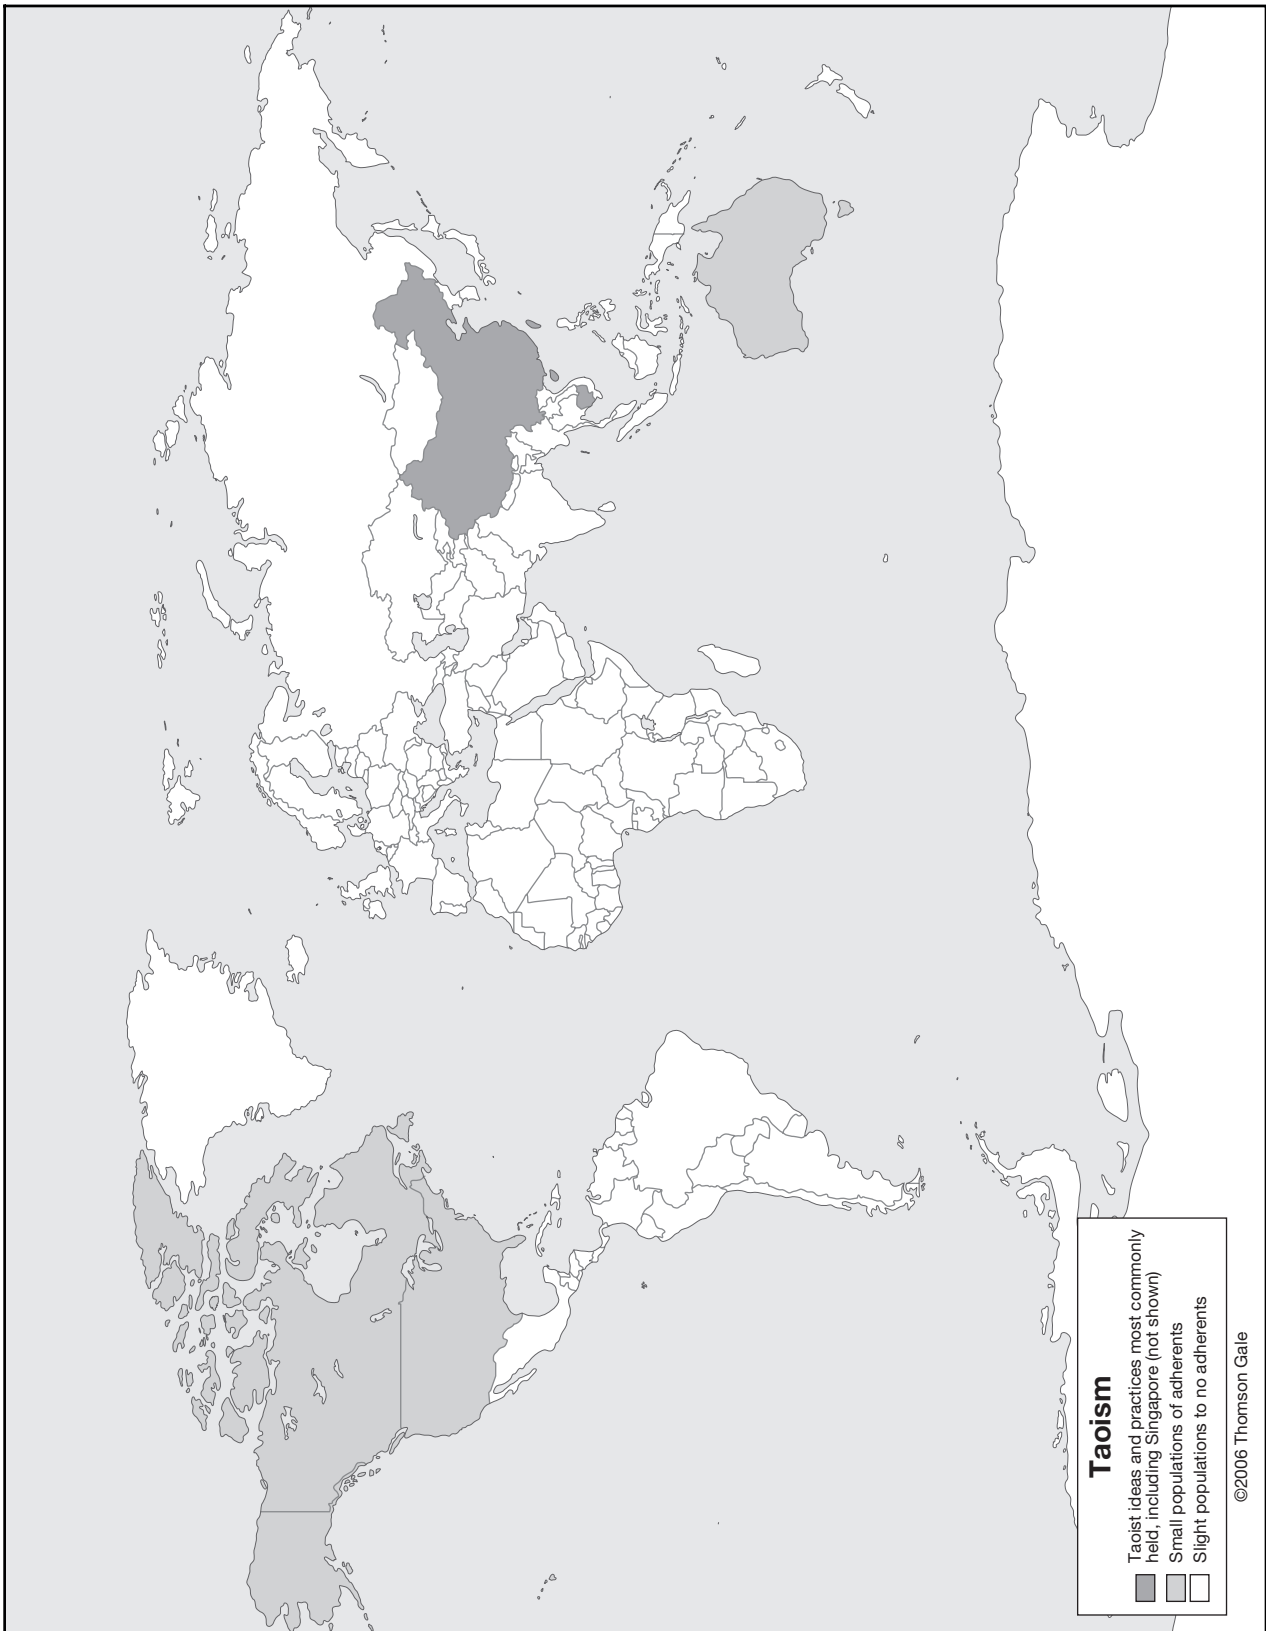 Taoism
Taoist ideas and practices most commonly
held, including Singapore (not shown)
Small populations of adherents
Slight populations to no adherents
©2006 Thomson Gale